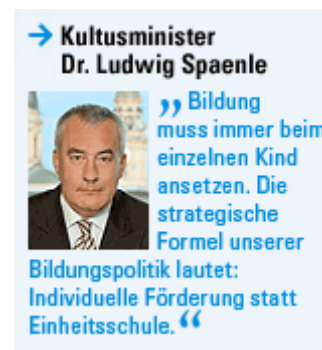 → Kultusminister
Dr. Ludwig Spaenle
„ Bildung
muss immer beim
einzelnen Kind
ansetzen. Die
strategische
Formel unserer
Bildungspolitik lautet:
Individuelle Förderung statt
Einheitsschule. “